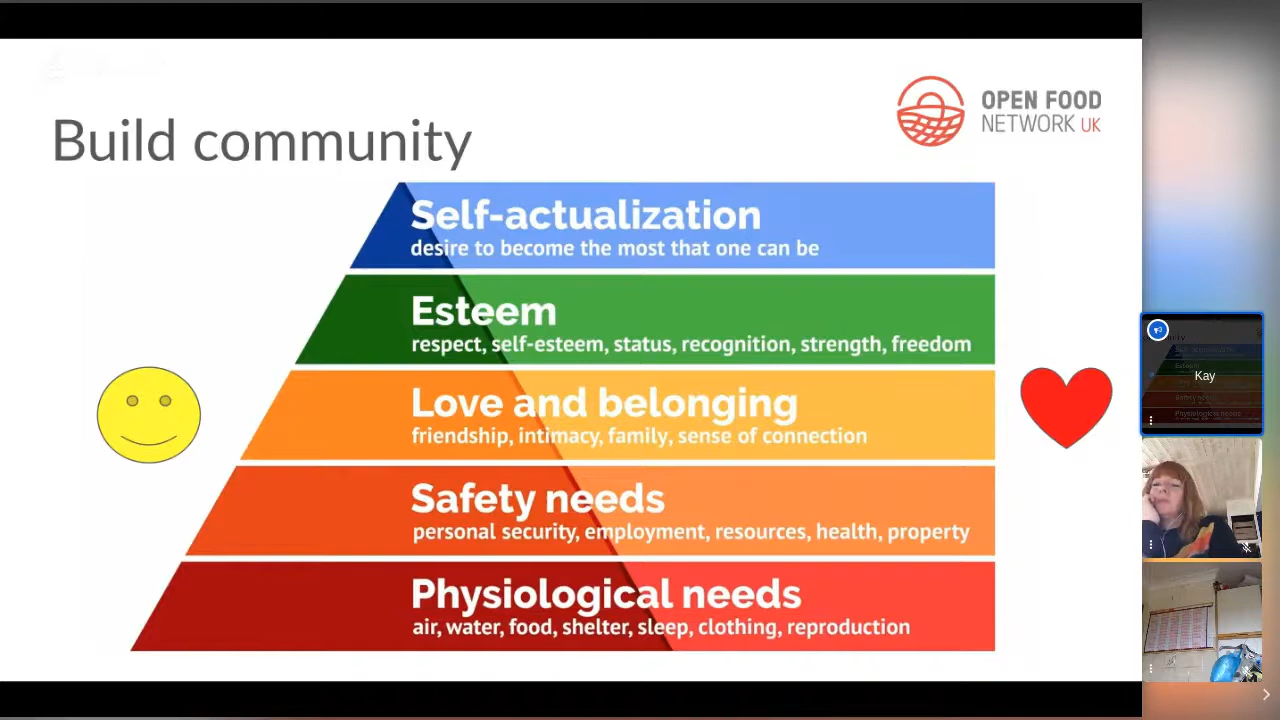 Build community
OPEN FOOD
NETWORK UK
Self-actualization
desire to become the most that one can be
Esteem
respect, self-esteem, status, recognition, strength, freedom
Love and belonging
friendship, intimacy, family, sense of connection
Safety needs
personal security, employment, resources, health, property
Physiological needs
air, water, food, shelter, sleep, clothing, reproduction
Kay